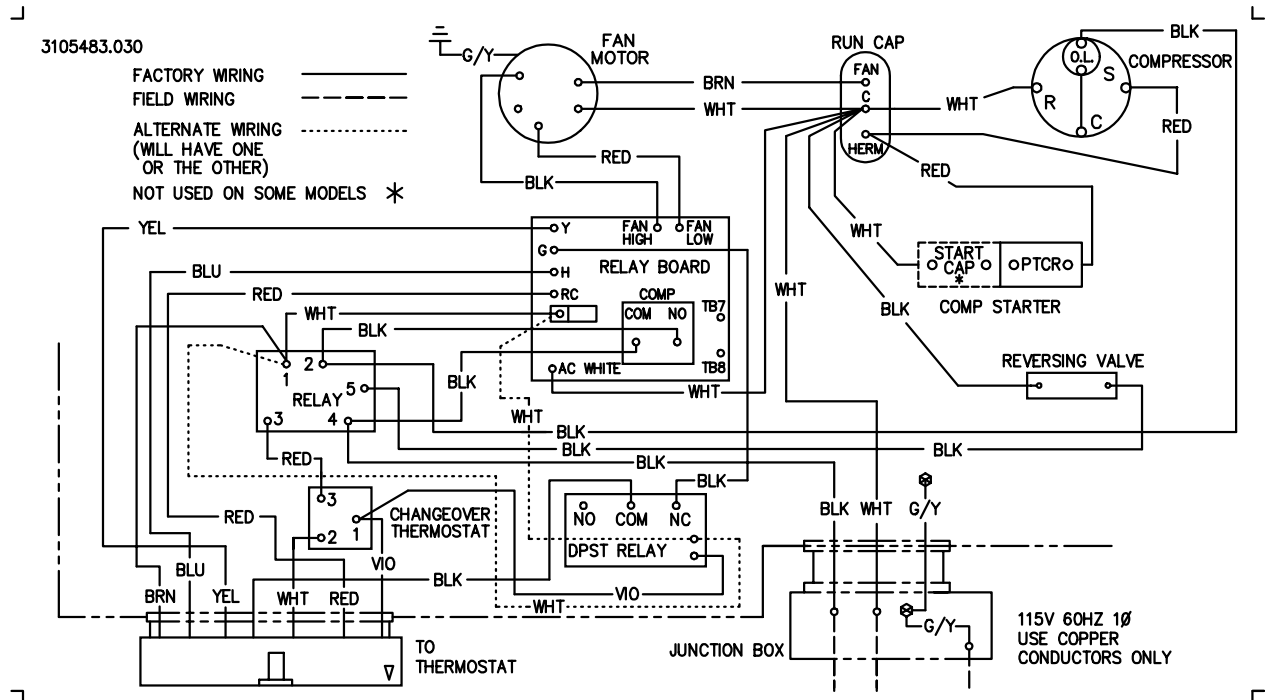 3105483.030
FACTORY WIRING
FIELD WIRING
ALTERNATE WIRING
(WILL HAVE ONE
OR THE OTHER)
NOT USED ON SOME MODELS *
G/Y
FAN
MOTOR
BRN
WHT
RED
BLK
RUN CAP
FAN
C
HERM
WHT
BLK
O.L.
S
R
C
COMPRESSOR
RED
RED
WHT
START
CAP
*
PTCR
COMP STARTER
WHT
BLK
REVERSING VALVE
YEL
BLU
RED
WHT
BLK
Y
G
H
RC
FAN
HIGH
FAN
LOW
RELAY BOARD
COMP
COM NO
TB7
TB8
AC WHITE
WHT
BLK
WHT
1
2
5
RELAY
3
4
BLK
BLK
BLK
BLK
RED
3
2
1
CHANGEOVER
THERMOSTAT
RED
BLK
NO COM NC
DPST RELAY
BLK WHT G/Y
VIO
BLK
VIO
WHT
BRN
BLU
YEL
WHT
RED
TO
THERMOSTAT
JUNCTION BOX
G/Y
115V 60HZ 1Ø
USE COPPER
CONDUCTORS ONLY